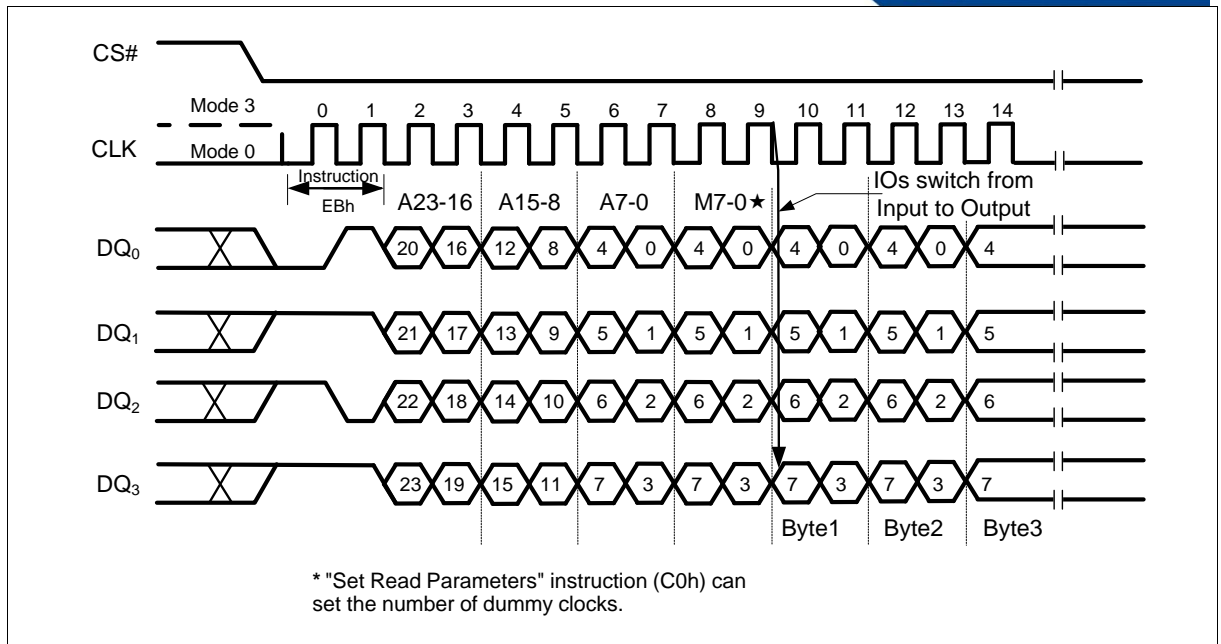 CS#
Mode 3
0 1 2 3 4 5 6 7 8 9 10 11 12 13 14
CLK
Mode 0
Instruction
EBh
A23-16 A15-8 A7-0 M7-0★
IOs switch from
Input to Output
DQ0 20 16 12 8 4 0 4 0 4 0 4 0 4
DQ1 21 17 13 9 5 1 5 1 5 1 5 1 5
DQ2 22 18 14 10 6 2 6 2 6 2 6 2 6
DQ3 23 19 15 11 7 3 7 3 7 3 7 3 7
Byte1 Byte2 Byte3
* "Set Read Parameters" instruction (C0h) can
set the number of dummy clocks.